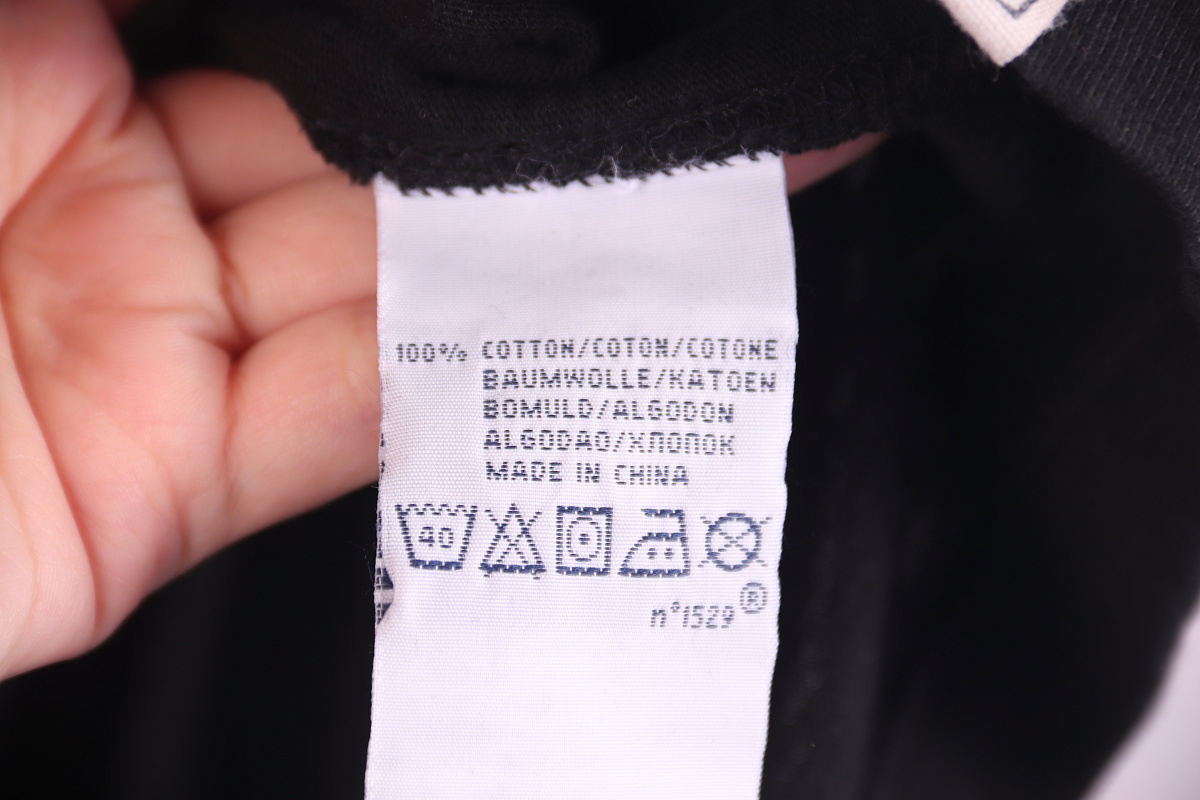 100% COTTON/COTON/COTONE
BAUMWOLLE/KATOEN
BOMULD/ALGODON
ALGODAO/ХЛОПОК
MADE IN CHINA
40
n°1529®